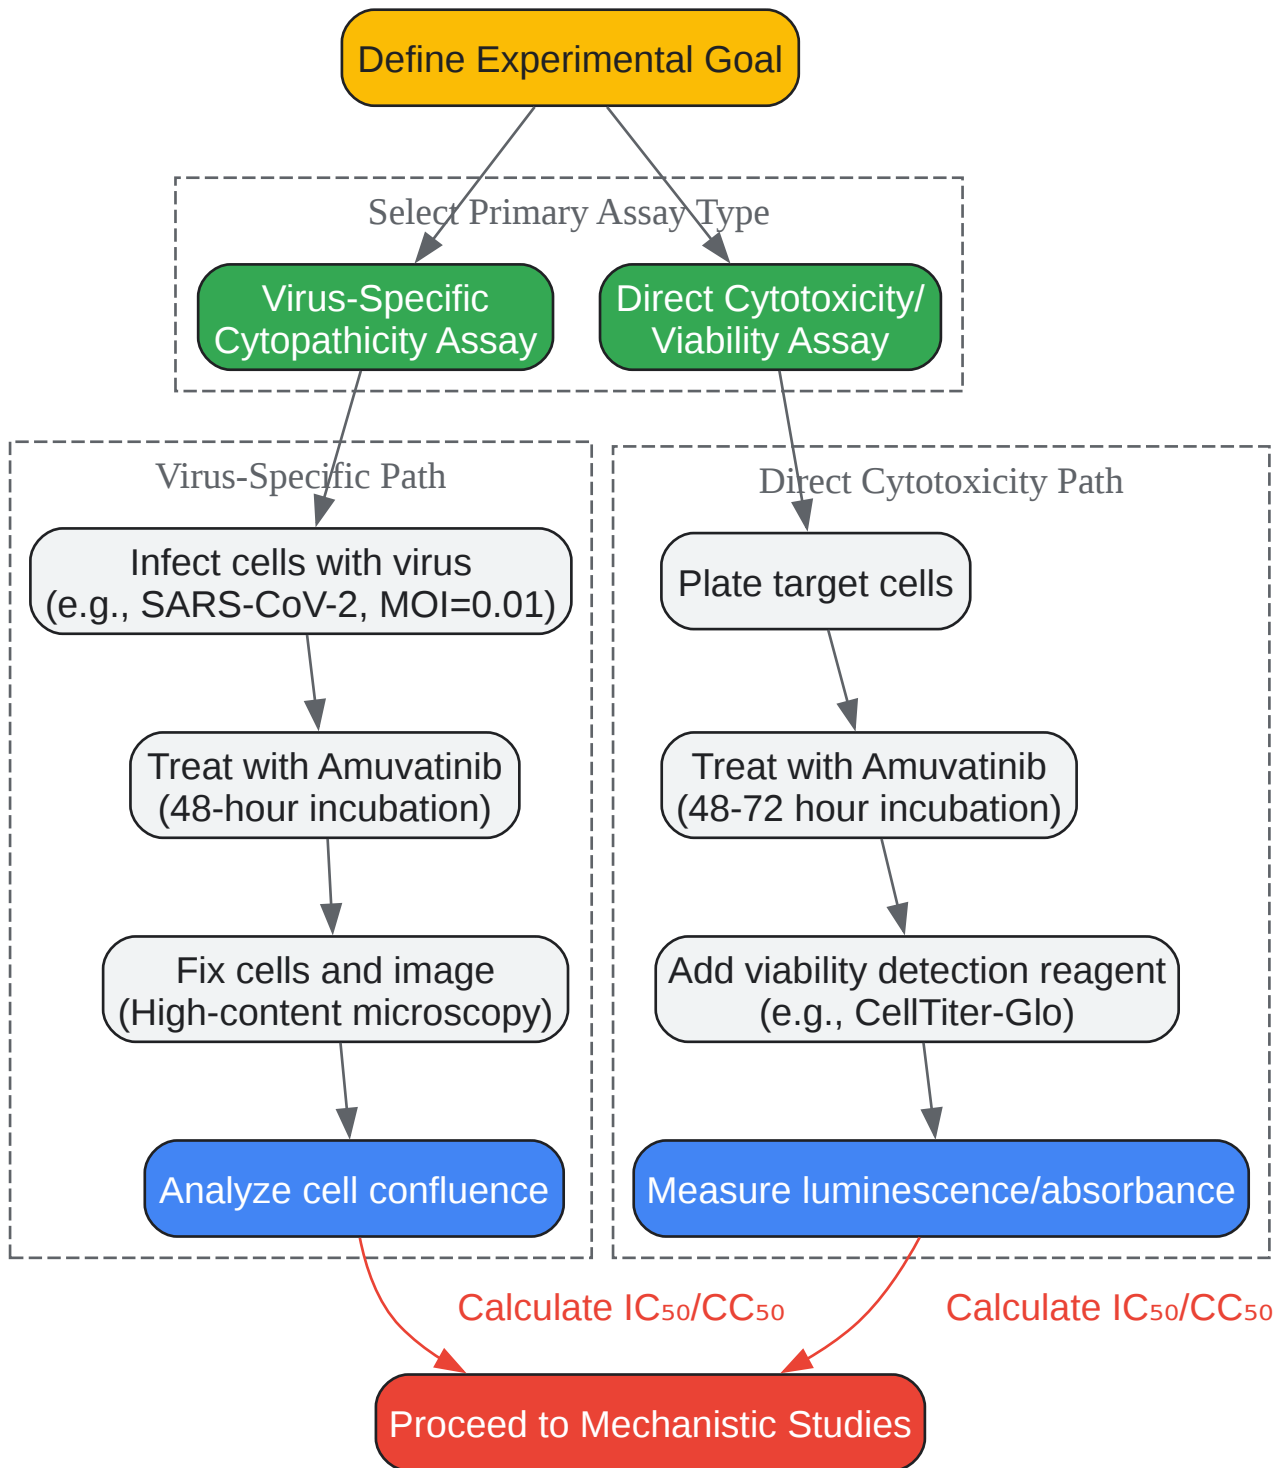 Define Experimental Goal
Select Primary Assay Type
Virus-Specific
Cytopathicity Assay
Direct Cytotoxicity/
Viability Assay
Virus-Specific Path
Infect cells with virus
(e.g., SARS-CoV-2, MOI=0.01)
Treat with Amuvatinib
(48-hour incubation)
Fix cells and image
(High-content microscopy)
Analyze cell confluence
Direct Cytotoxicity Path
Plate target cells
Treat with Amuvatinib
(48-72 hour incubation)
Add viability detection reagent
(e.g., CellTiter-Glo)
Measure luminescence/absorbance
Calculate IC₅₀/CC₅₀
Calculate IC₅₀/CC₅₀
Proceed to Mechanistic Studies